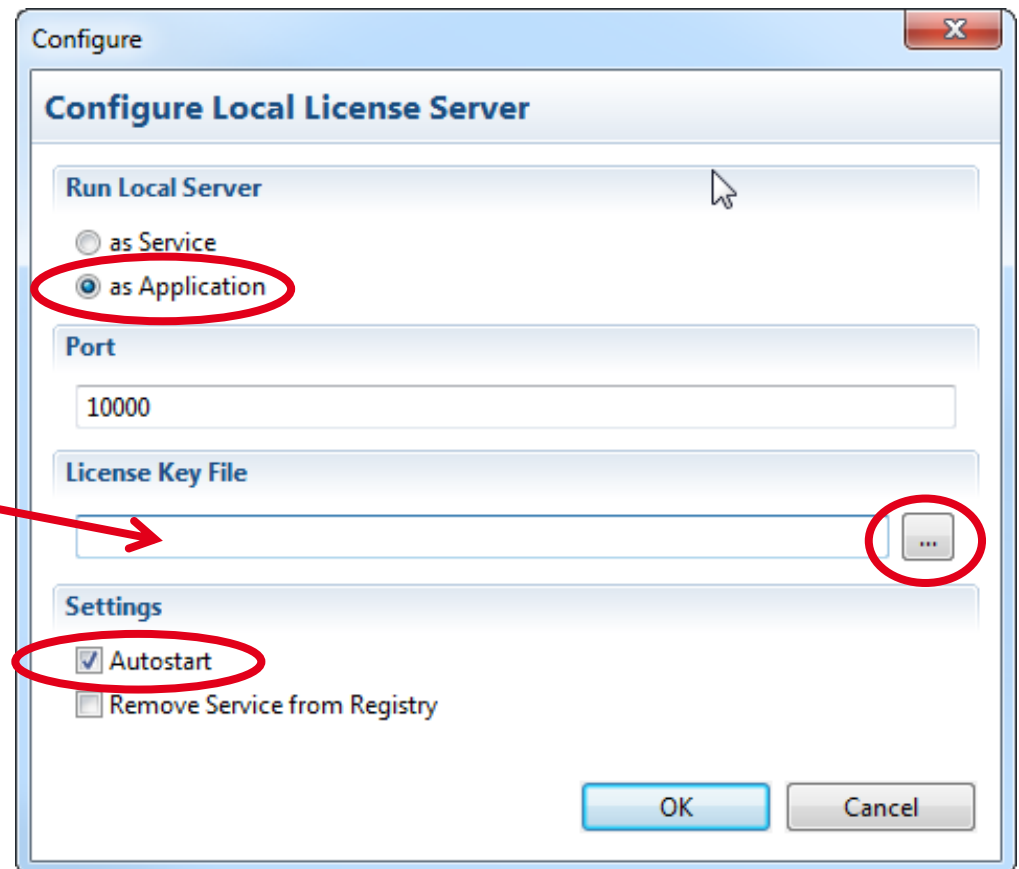 Configure
Configure Local License Server
Run Local Server
as Service
as Application
Port
10000
License Key File
...
Settings
Autostart
Remove Service from Registry
OK Cancel